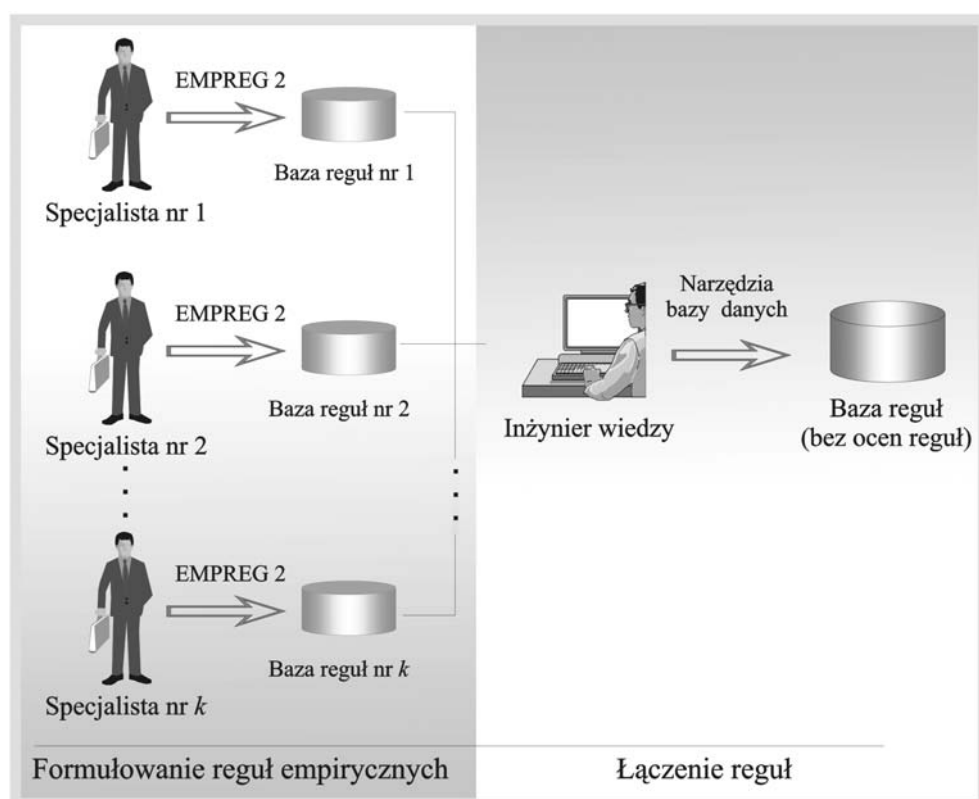 EMPREG 2
Baza reguł nr 1
Specjalista nr 1
EMPREG 2
Baza reguł nr 2
Specjalista nr 2
EMPREG 2
Baza reguł nr k
Specjalista nr k
Formułowanie reguł empirycznych
Narzędzia
bazy danych
Inżynier wiedzy
Baza reguł
(bez ocen reguł)
Łączenie reguł